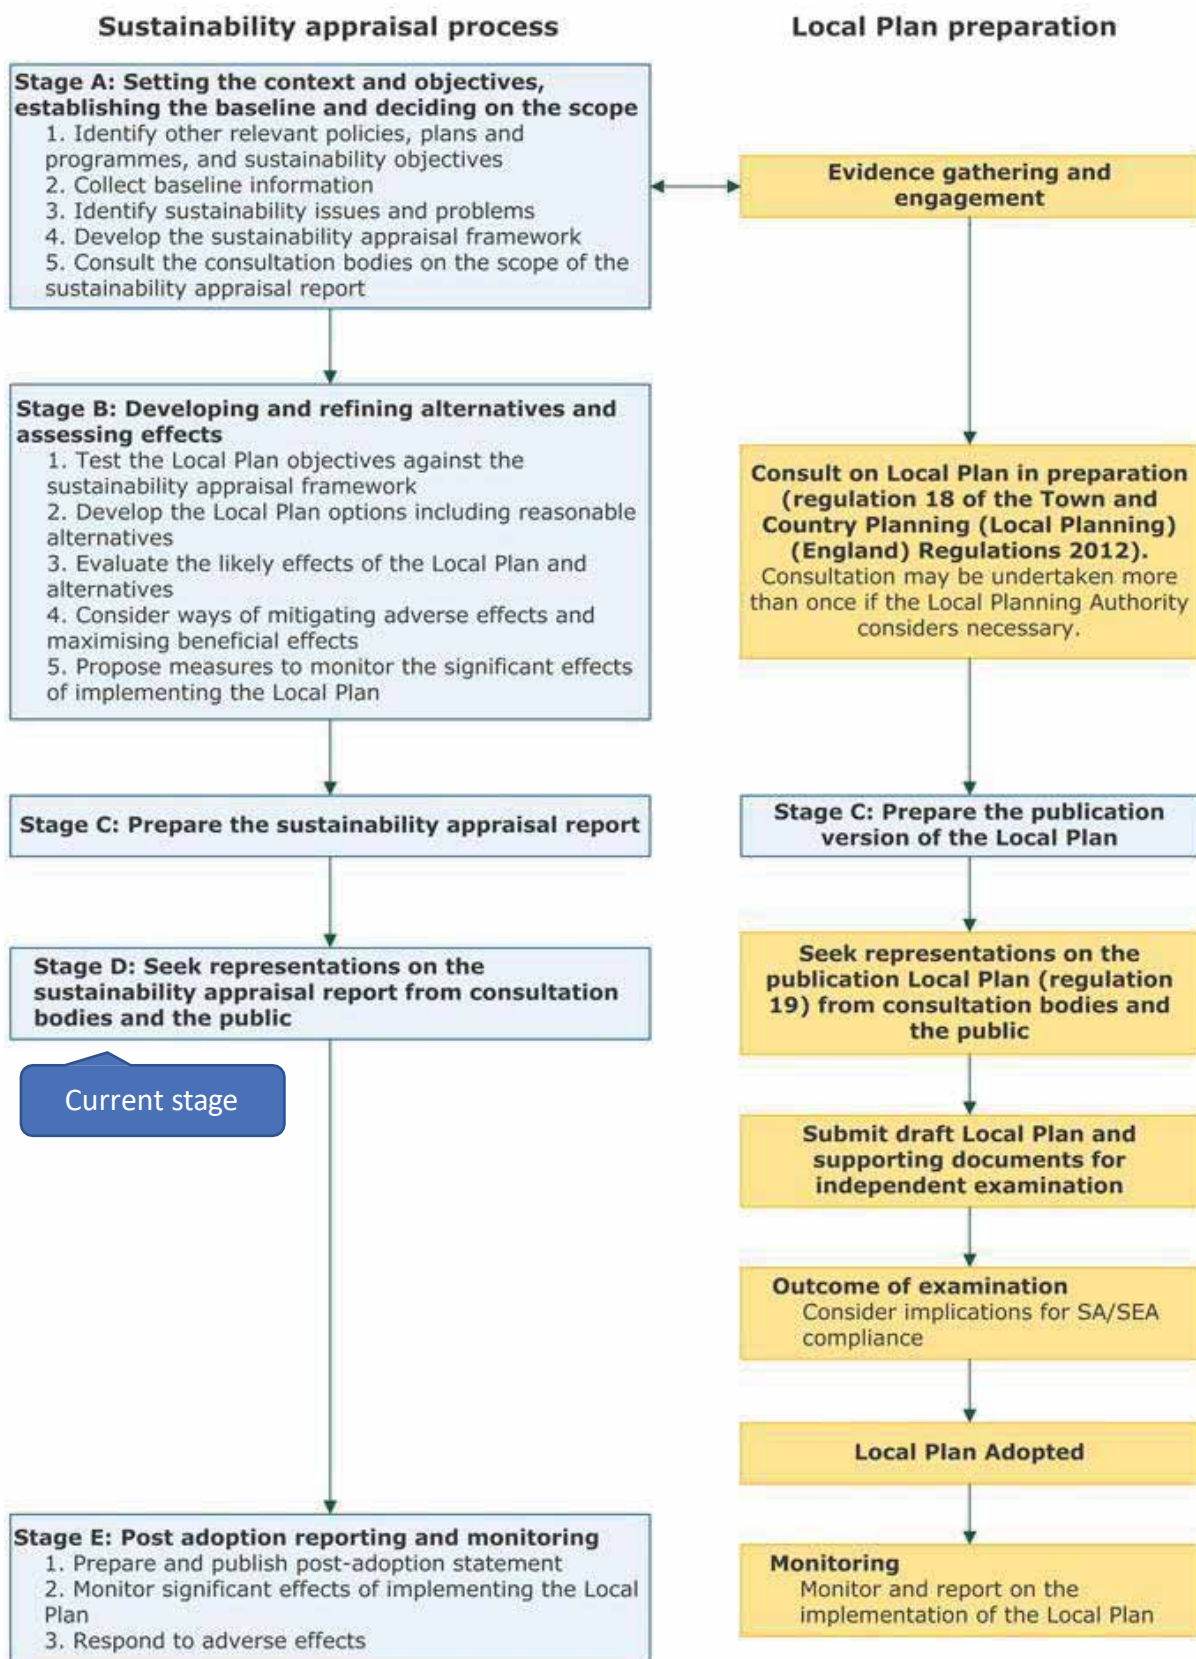 Sustainability appraisal process
Stage A: Setting the context and objectives,
establishing the baseline and deciding on the scope
1. Identify other relevant policies, plans and
programmes, and sustainability objectives
2. Collect baseline information
3. Identify sustainability issues and problems
4. Develop the sustainability appraisal framework
5. Consult the consultation bodies on the scope of the
sustainability appraisal report
Stage B: Developing and refining alternatives and
assessing effects
1. Test the Local Plan objectives against the
sustainability appraisal framework
2. Develop the Local Plan options including reasonable
alternatives
3. Evaluate the likely effects of the Local Plan and
alternatives
4. Consider ways of mitigating adverse effects and
maximising beneficial effects
5. Propose measures to monitor the significant effects
of implementing the Local Plan
Stage C: Prepare the sustainability appraisal report
Stage D: Seek representations on the
sustainability appraisal report from consultation
bodies and the public
Current stage
Stage E: Post adoption reporting and monitoring
1. Prepare and publish post-adoption statement
2. Monitor significant effects of implementing the Local
Plan
3. Respond to adverse effects
Local Plan preparation
Evidence gathering and
engagement
Consult on Local Plan in preparation
(regulation 18 of the Town and
Country Planning (Local Planning)
(England) Regulations 2012).
Consultation may be undertaken more
than once if the Local Planning Authority
considers necessary.
Stage C: Prepare the publication
version of the Local Plan
Seek representations on the
publication Local Plan (regulation
19) from consultation bodies and
the public
Submit draft Local Plan and
supporting documents for
independent examination
Outcome of examination
Consider implications for SA/SEA
compliance
Local Plan Adopted
Monitoring
Monitor and report on the
implementation of the Local Plan